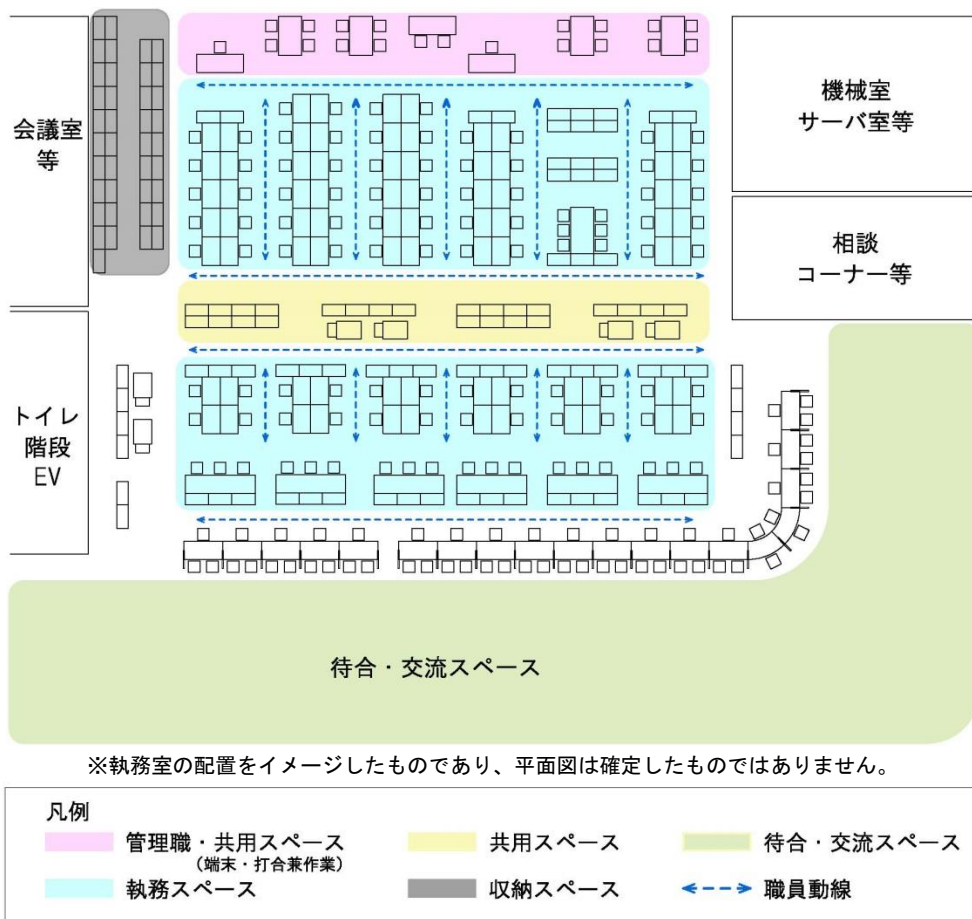 会議室
等
機械室
サーバ室等
相談
コーナー等
トイレ
階段
EV
待合・交流スペース
※執務室の配置をイメージしたものであり、平面図は確定したものではありません。
凡例
管理職・共用スペース
（端末・打合兼作業）
共用スペース
待合・交流スペース
執務スペース
収納スペース
職員動線